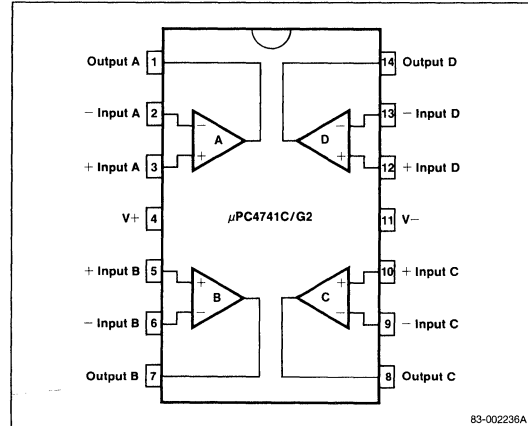 Output A 1 14 Output D
− Input A 2 13 − Input D
− −
A D
+ +
+ Input A 3 12 + Input D
V+ 4 µPC4741C/G2 11 V−
+ Input B 5 10 + Input C
+ +
B C
− −
− Input B 6 9 − Input C
Output B 7 8 Output C
83-002236A